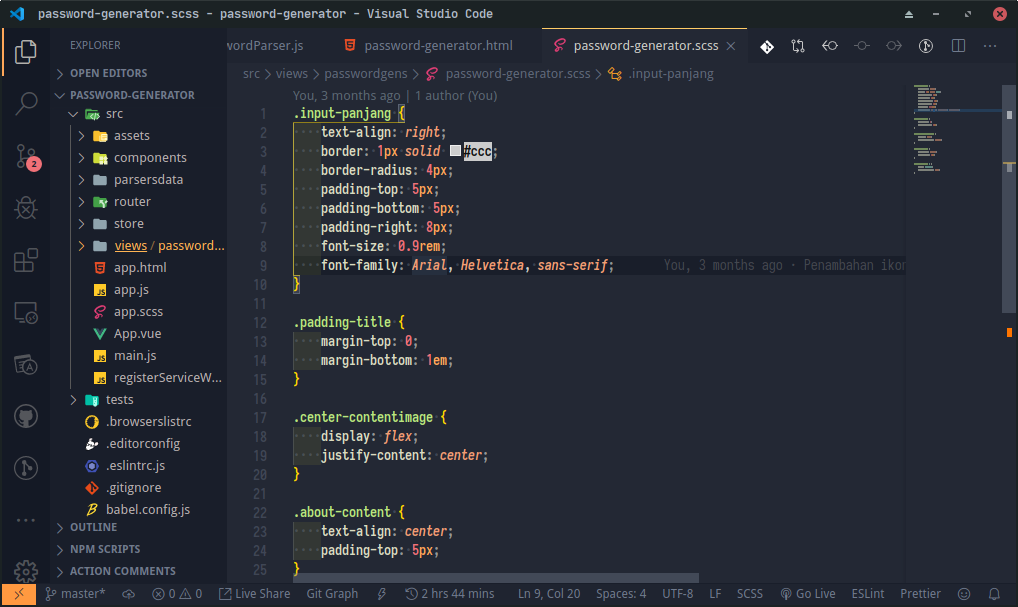 password-generator.scss - password-generator - Visual Studio Code
EXPLORER
wordParser.js
password-generator.html
password-generator.scss
OPEN EDITORS
src > views > passwordgens > password-generator.scss > .input-panjang
PASSWORD-GENERATOR
src
assets
components
parsersdata
router
store
views / password...
app.html
app.js
app.scss
App.vue
main.js
registerServiceW...
tests
.browserslistrc
.editorconfig
.eslintrc.js
.gitignore
babel.config.js
OUTLINE
NPM SCRIPTS
ACTION COMMENTS
2
You, 3 months ago | 1 author (You)
1 .input-panjang {
2 text-align: right;
3 border: 1px solid #ccc;
4 border-radius: 4px;
5 padding-top: 5px;
6 padding-bottom: 5px;
7 padding-right: 8px;
8 font-size: 0.9rem;
9 font-family: Arial, Helvetica, sans-serif; You, 3 months ago · Penambahan ikon
10 }
11
12 .padding-title {
13 margin-top: 0;
14 margin-bottom: 1em;
15 }
16
17 .center-contentimage {
18 display: flex;
19 justify-content: center;
20 }
21
22 .about-content {
23 text-align: center;
24 padding-top: 5px;
25 }
master* 0 0 Live Share Git Graph 2 hrs 44 mins Ln 9, Col 20 Spaces: 4 UTF-8 LF SCSS Go Live ESLint Prettier